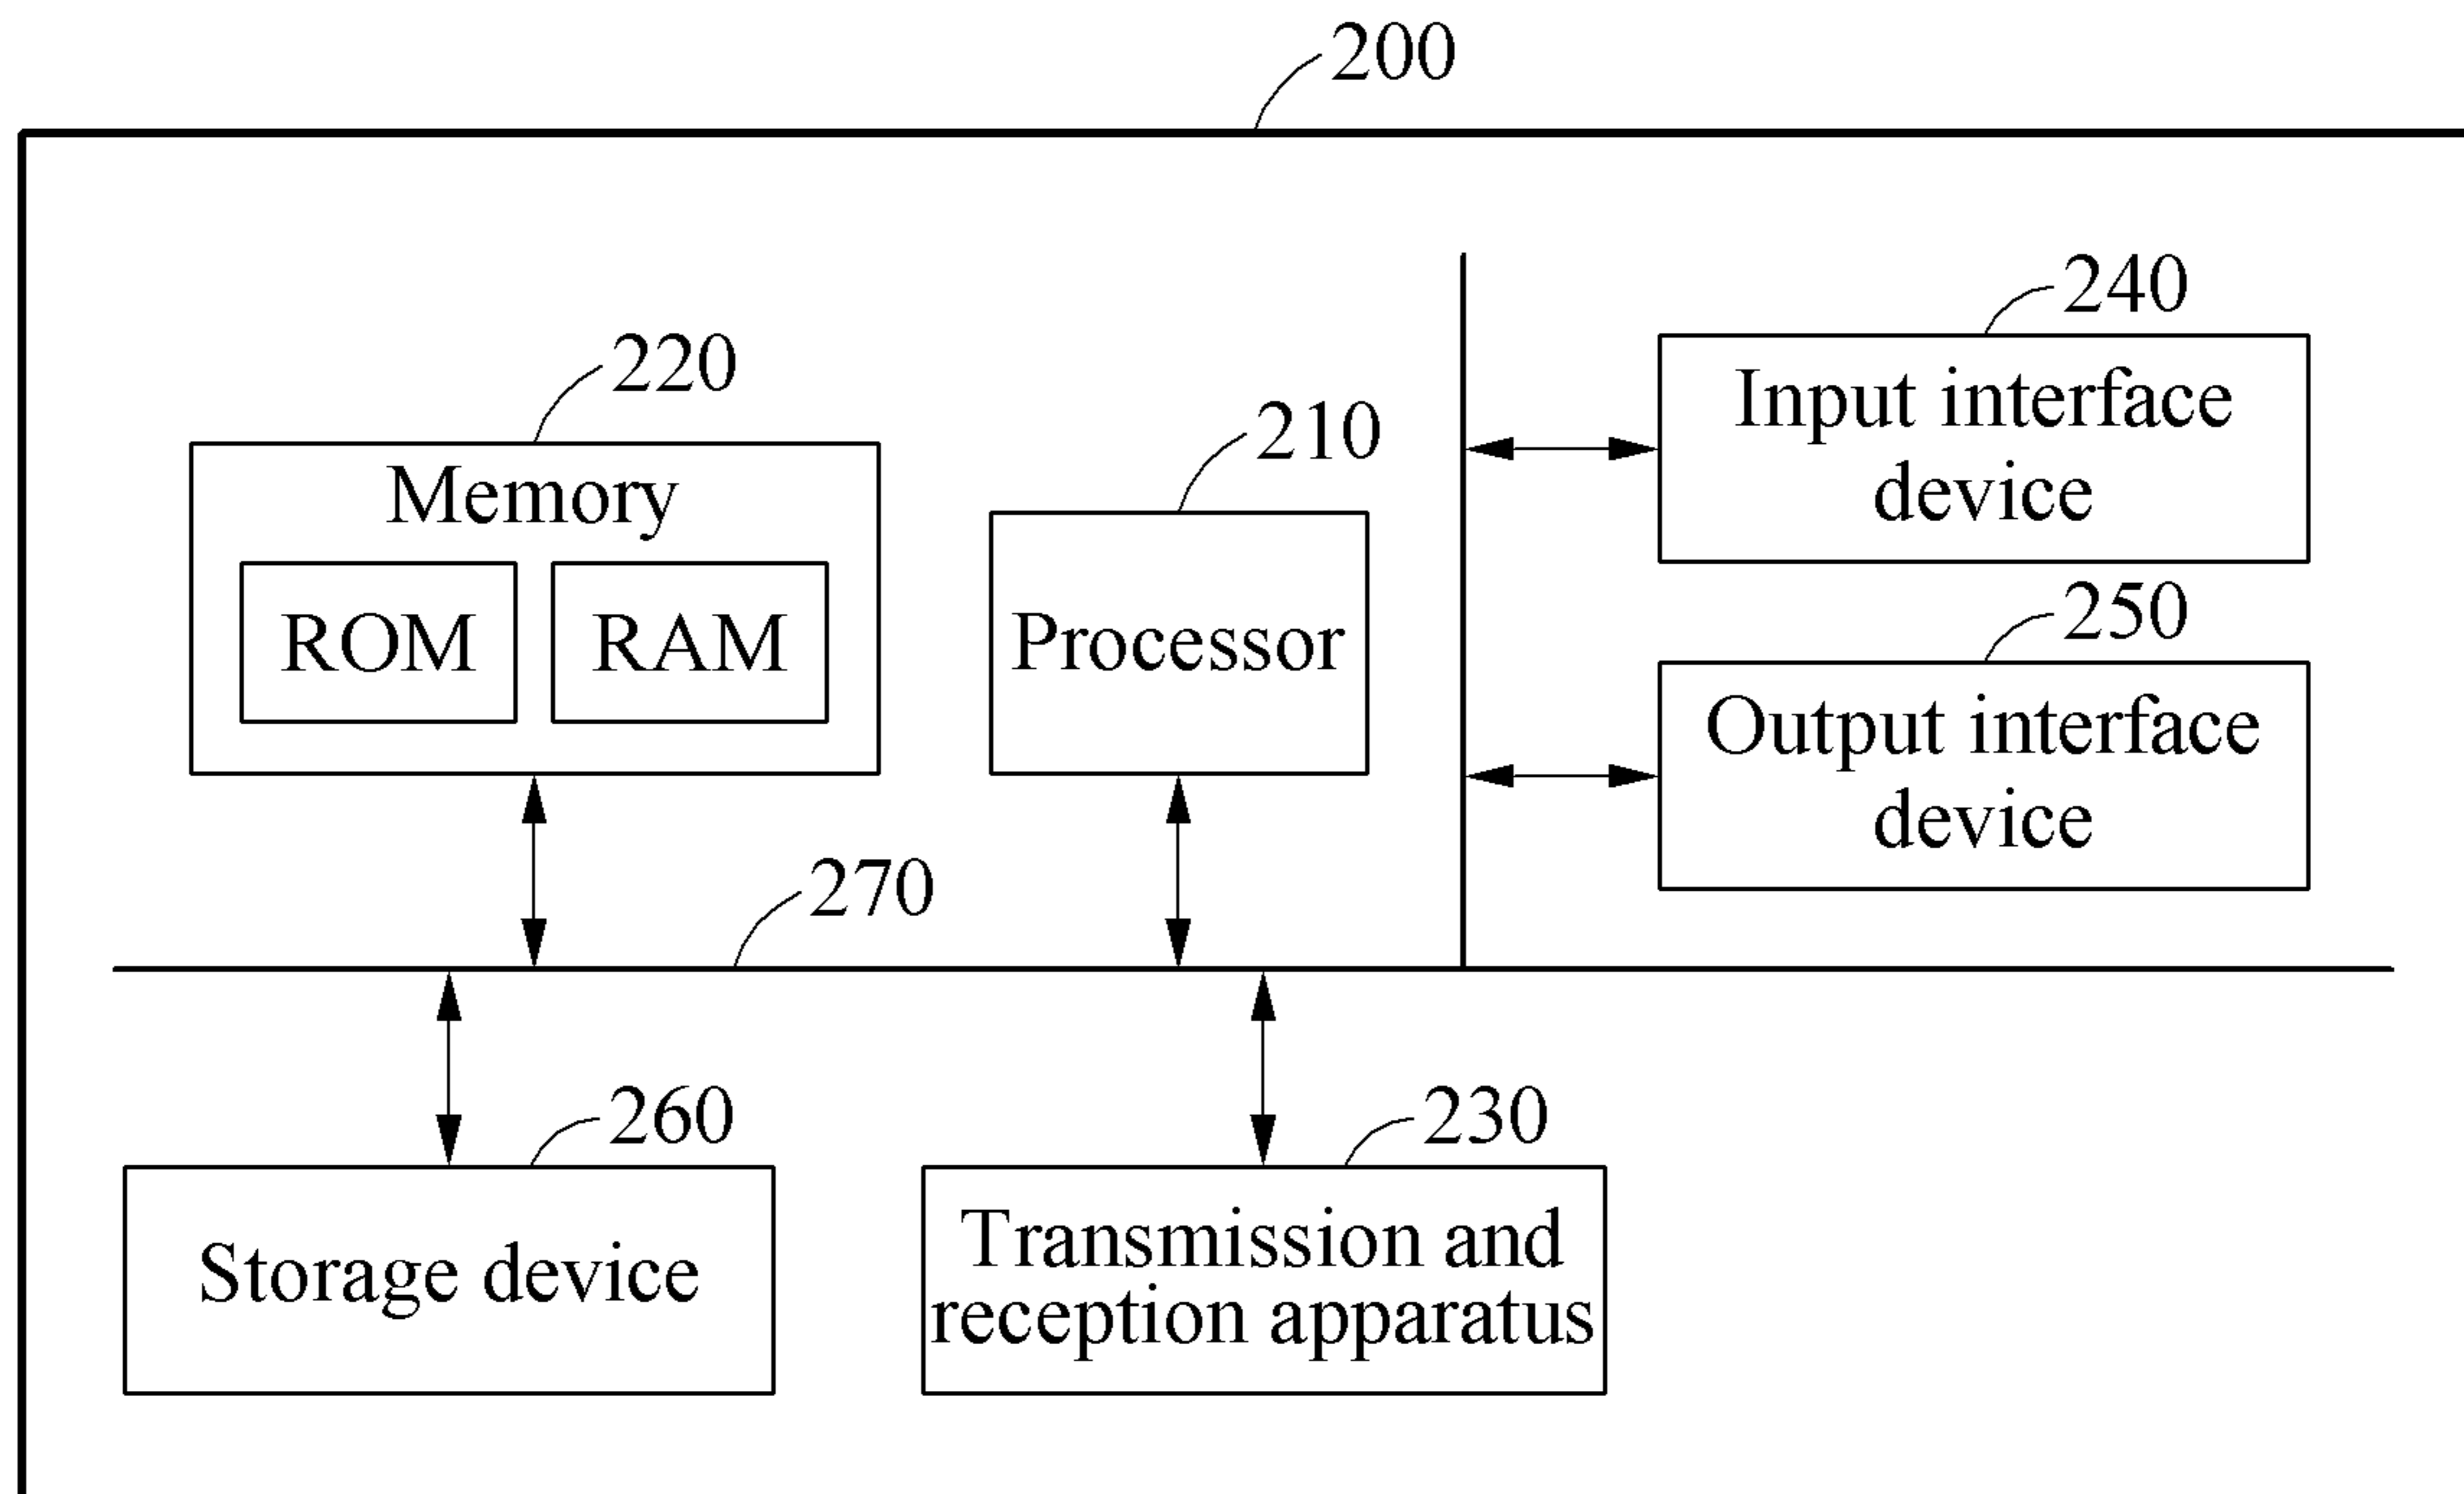 200
240
Input interface
device
220
Memory
ROM
RAM
210
Processor
250
Output interface
device
270
260
Storage device
230
Transmission and
reception apparatus